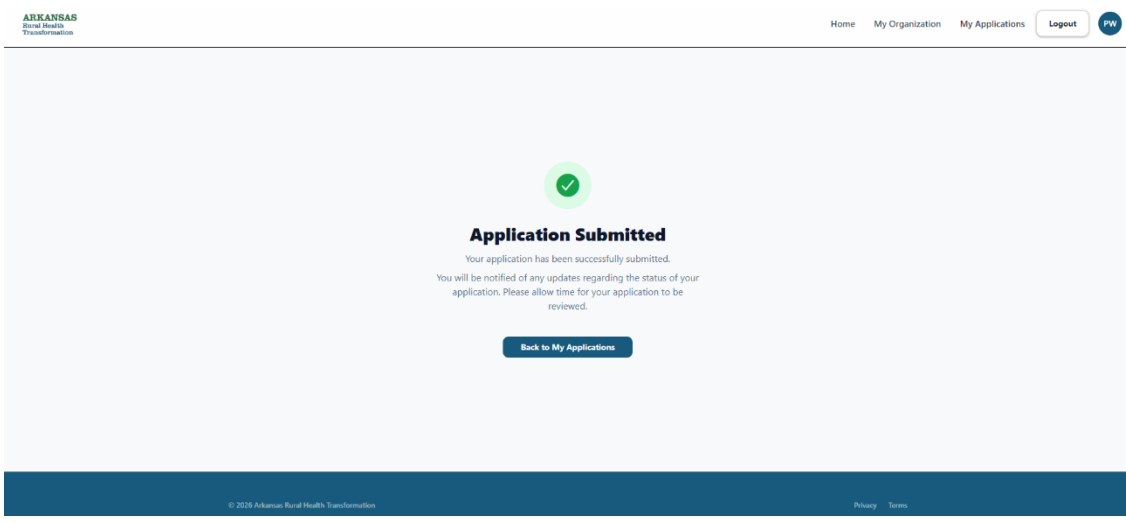 ARKANSAS
Rural Health
Transformation
Home My Organization My Applications Logout PW
Application Submitted
Your application has been successfully submitted.
You will be notified of any updates regarding the status of your
application. Please allow time for your application to be
reviewed.
Back to My Applications
© 2026 Arkansas Rural Health Transformation Privacy Terms